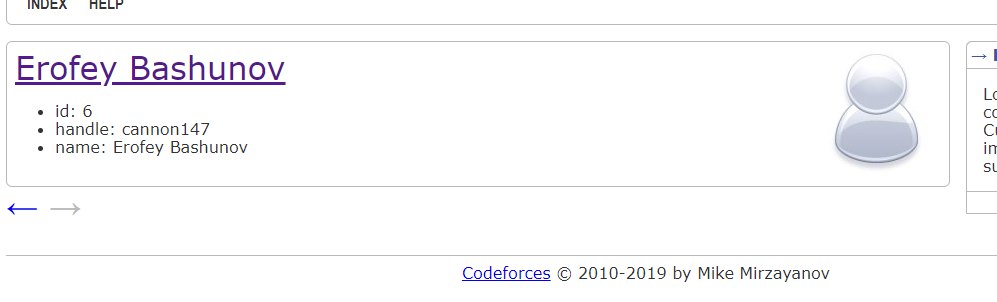 INDEX HELP
Erofey Bashunov
id: 6
handle: cannon147
name: Erofey Bashunov
← →
→
Codeforces © 2010-2019 by Mike Mirzayanov